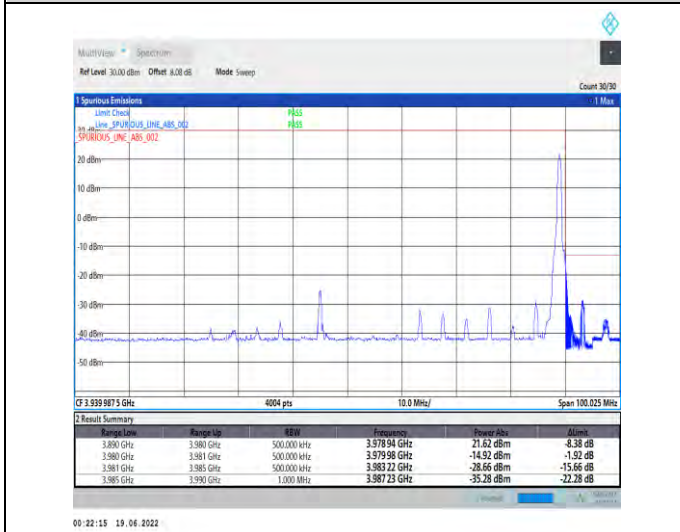 MultiView Spectrum
Ref Level 30.00 dBm Offset 8.08 dB Mode Sweep
Count 30/30
1 Spurious Emissions 1 Max
Limit Check PASS
Line _SPURIOUS_LINE_ABS_002 PASS
_SPURIOUS_LINE_ABS_002
20 dBm
10 dBm
0 dBm
-10 dBm
-20 dBm
-30 dBm
-40 dBm
-50 dBm
CF 3.939 987 5 GHz 4004 pts 10.0 MHz/ Span 100.025 MHz
2 Result Summary
Range Low Range Up RBW Frequency Power Abs ΔLimit
3.890 GHz 3.980 GHz 500.000 kHz 3.978 94 GHz 21.62 dBm -8.38 dB
3.980 GHz 3.981 GHz 500.000 kHz 3.979 98 GHz -14.92 dBm -1.92 dB
3.981 GHz 3.985 GHz 500.000 kHz 3.983 22 GHz -28.66 dBm -15.66 dB
3.985 GHz 3.990 GHz 1.000 MHz 3.987 23 GHz -35.28 dBm -22.28 dB
00:22:15 19.06.2022